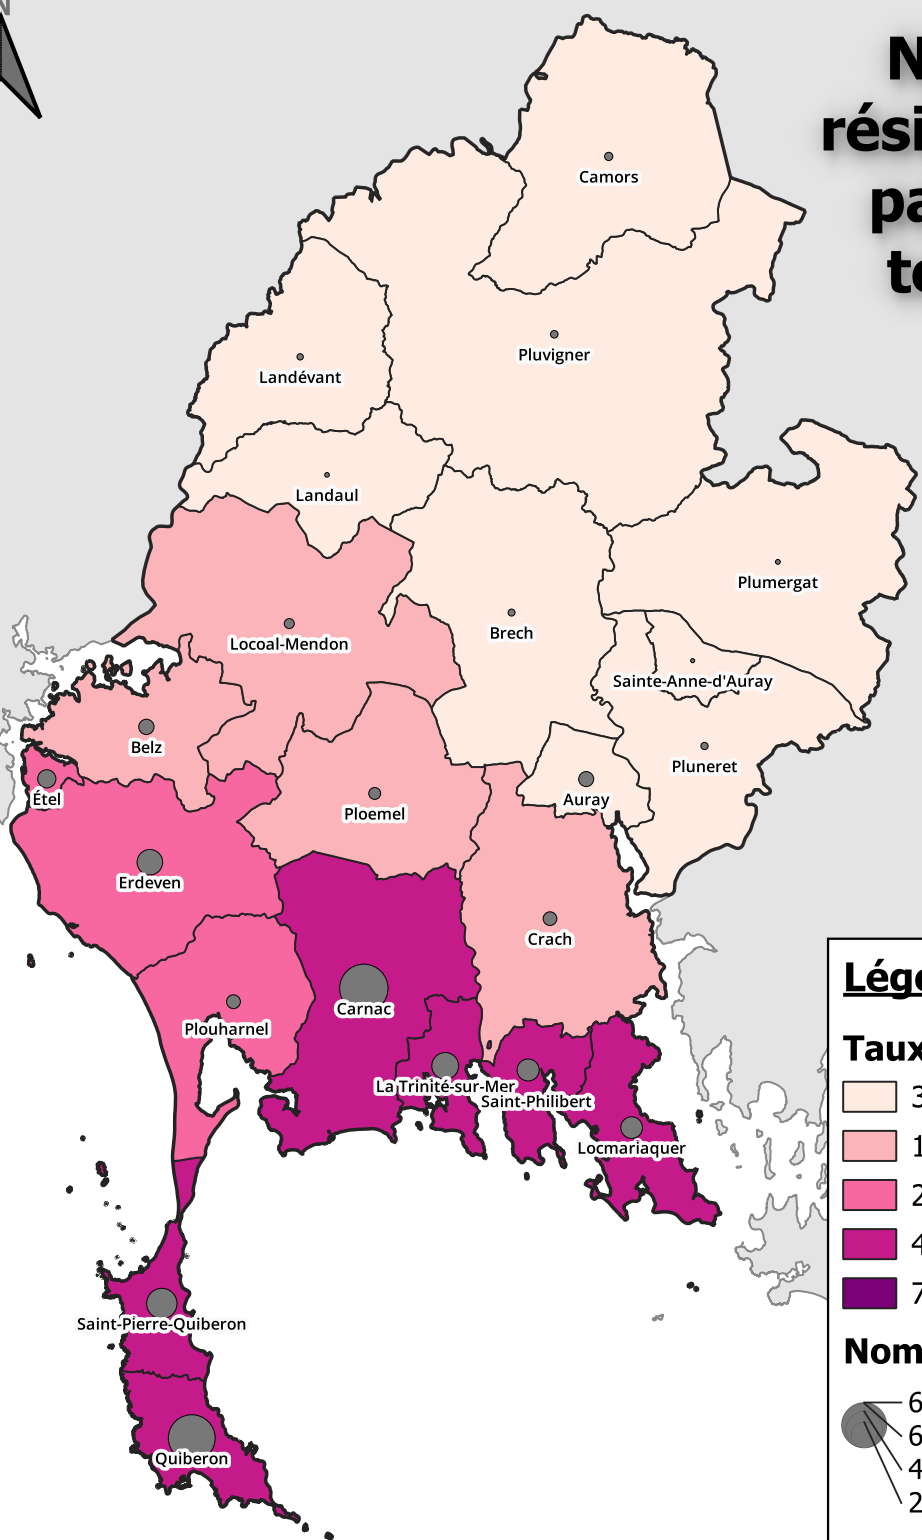 N
N
rési
pa
te
Camors
Pluvigner
Landévant
Landaul
Plumergat
Brech
Locoal-Mendon
Sainte-Anne-d'Auray
Belz
Pluneret
Étel
Auray
Ploemel
Erdeven
Crach
Carnac
Plouharnel
La Trinité-sur-Mer
Saint-Philibert
Locmariaquer
Saint-Pierre-Quiberon
Quiberon
Lége
Taux
3
1
2
4
7
Nom
6
6
4
2